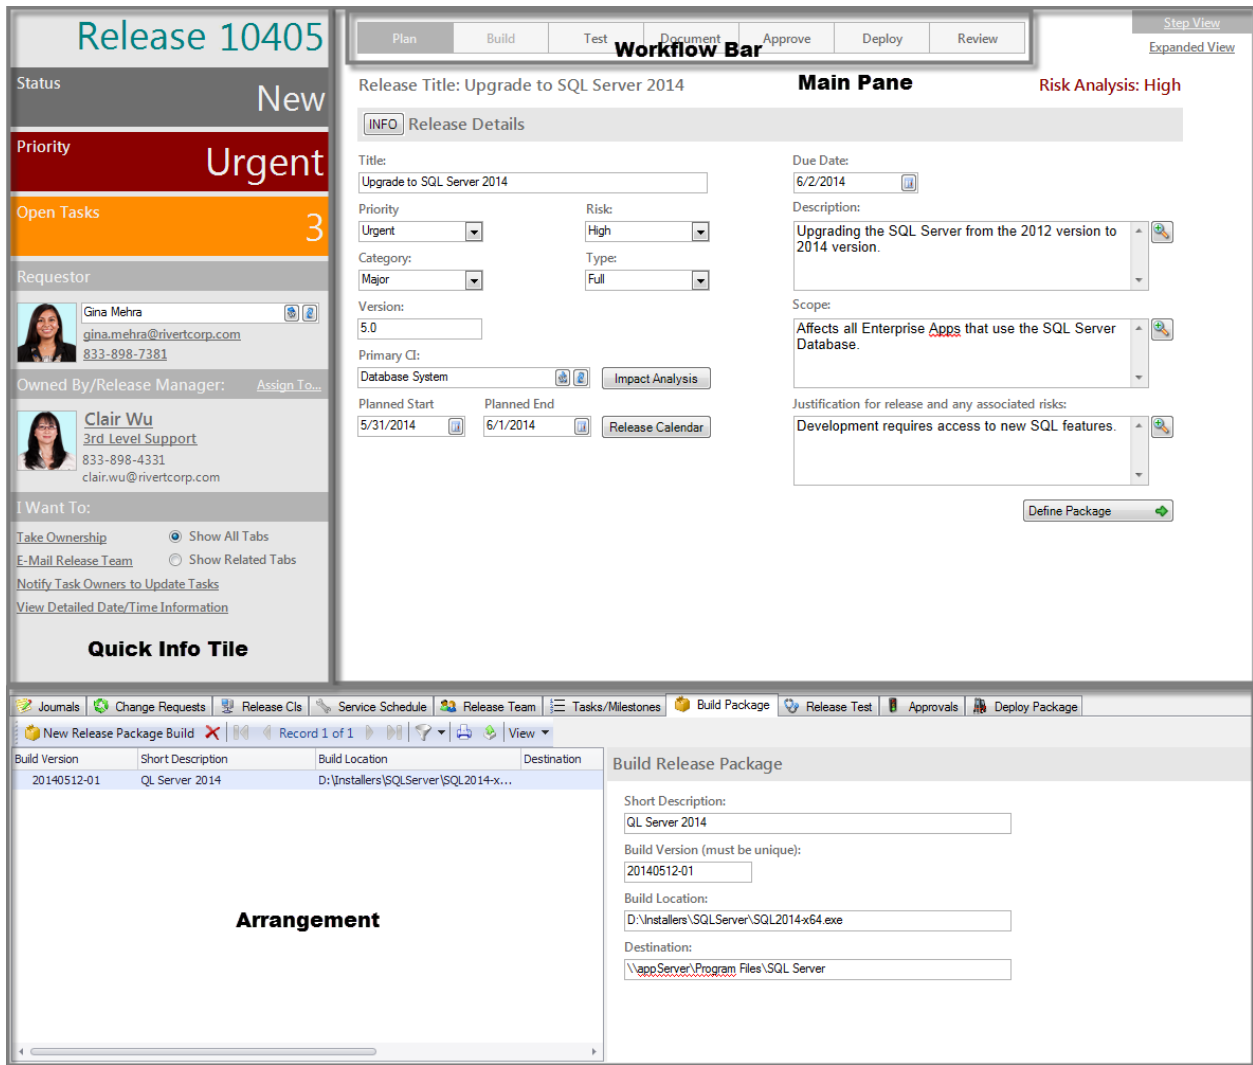 Release 10405
Status
New
Priority
Urgent
Open Tasks
3
Requestor
Gina Mehra
gina.mehra@rivertcorp.com
833-898-7381
Owned By/Release Manager: Assign To...
Clair Wu
3rd Level Support
833-898-4331
clair.wu@rivertcorp.com
I Want To:
Take Ownership Show All Tabs
E-Mail Release Team Show Related Tabs
Notify Task Owners to Update Tasks
View Detailed Date/Time Information
Quick Info Tile
Plan Build Test Document Approve Deploy Review
Workflow Bar
Step View
Expanded View
Release Title: Upgrade to SQL Server 2014
Main Pane
Risk Analysis: High
INFO Release Details
Title:
Upgrade to SQL Server 2014
Priority Risk:
Urgent High
Category: Type:
Major Full
Version:
5.0
Primary CI:
Database System Impact Analysis
Planned Start Planned End
5/31/2014 6/1/2014 Release Calendar
Due Date:
6/2/2014
Description:
Upgrading the SQL Server from the 2012 version to
2014 version.
Scope:
Affects all Enterprise Apps that use the SQL Server
Database.
Justification for release and any associated risks:
Development requires access to new SQL features.
Define Package
Journals Change Requests Release CIs Service Schedule Release Team Tasks/Milestones Build Package Release Test Approvals Deploy Package
New Release Package Build Record 1 of 1 View
Build Version Short Description Build Location Destination
20140512-01 QL Server 2014 D:\Installers\SQLServer\SQL2014-x...
Arrangement
Build Release Package
Short Description:
QL Server 2014
Build Version (must be unique):
20140512-01
Build Location:
D:\Installers\SQLServer\SQL2014-x64.exe
Destination:
\\appServer\Program Files\SQL Server